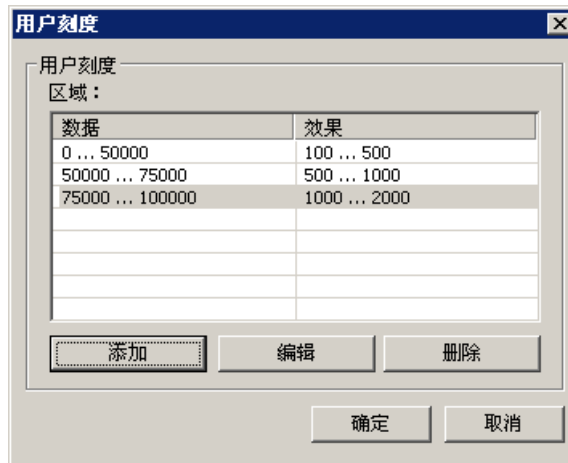 用户刻度
用户刻度
区域：
数据 效果
0 ... 50000 100 ... 500
50000 ... 75000 500 ... 1000
75000 ... 100000 1000 ... 2000
添加 编辑 删除
确定 取消